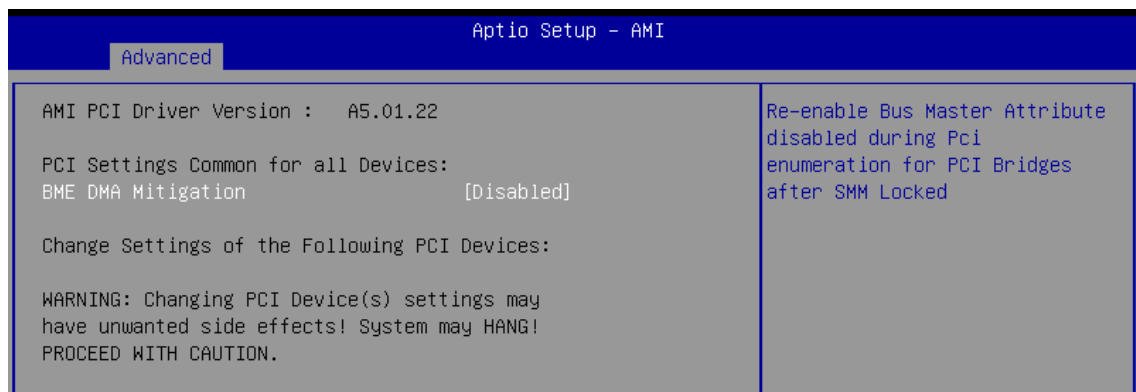 Aptio Setup – AMI
Advanced
AMI PCI Driver Version : A5.01.22
PCI Settings Common for all Devices:
BME DMA Mitigation [Disabled]
Change Settings of the Following PCI Devices:
WARNING: Changing PCI Device(s) settings may
have unwanted side effects! System may HANG!
PROCEED WITH CAUTION.
Re-enable Bus Master Attribute
disabled during Pci
enumeration for PCI Bridges
after SMM Locked